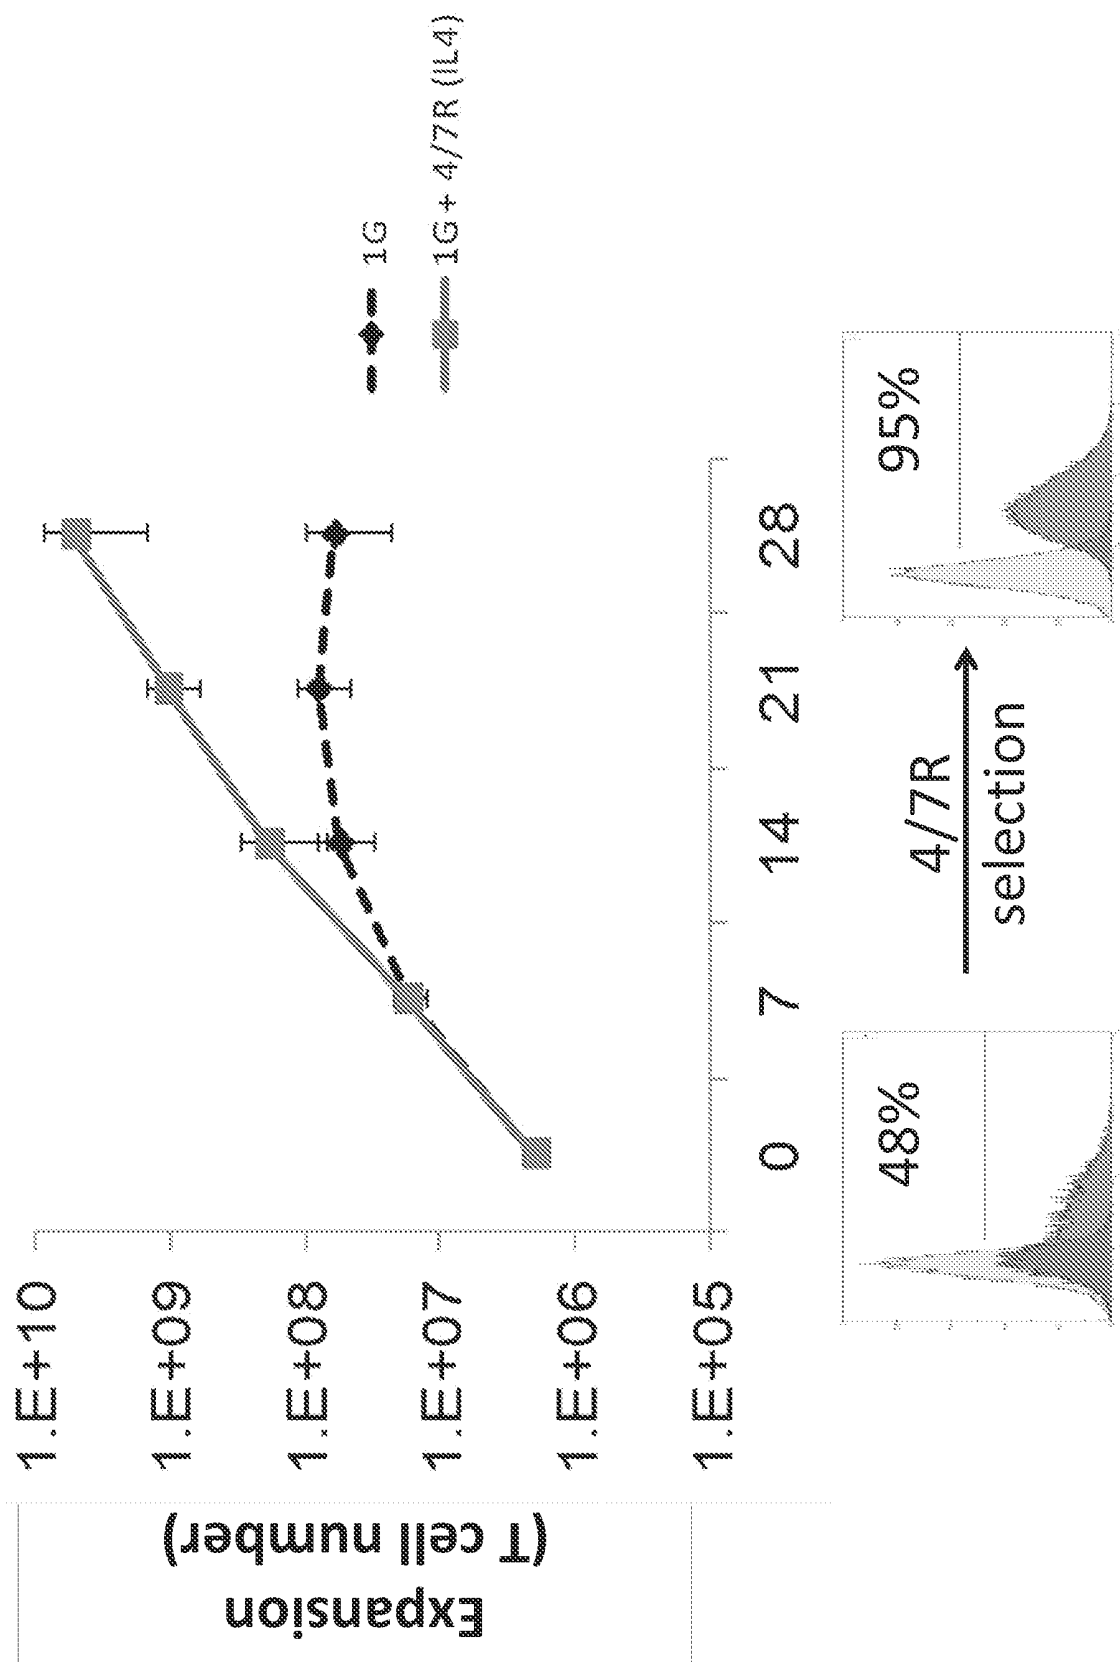 Expansion
(T cell number)
1.E+10
1.E+09
1.E+08
1.E+07
1.E+06
1.E+05
0 7 14 21 28
1G
1G+ 4/7R (IL4)
48%
4/7R
selection
95%